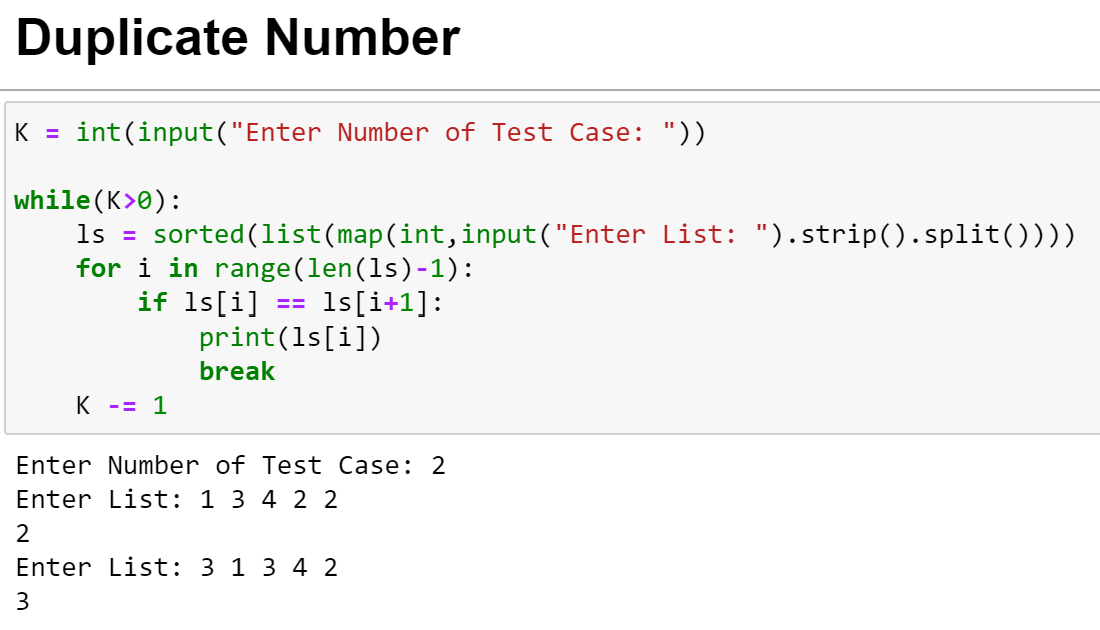 Duplicate Number
K = int(input("Enter Number of Test Case: "))
while(K>0):
    ls = sorted(list(map(int,input("Enter List: ").strip().split())))
    for i in range(len(ls)-1):
        if ls[i] == ls[i+1]:
            print(ls[i])
            break
    K -= 1
Enter Number of Test Case: 2
Enter List: 1 3 4 2 2
2
Enter List: 3 1 3 4 2
3